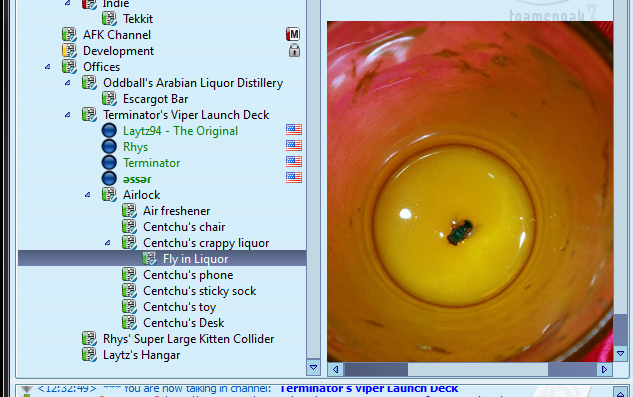 Indie
Tekkit
AFK Channel
M
Development
Offices
Oddball's Arabian Liquor Distillery
Escargot Bar
Terminator's Viper Launch Deck
Laytz94 - The Original
Rhys
Terminator
əssər
Airlock
Air freshener
Centchu's chair
Centchu's crappy liquor
Fly in Liquor
Centchu's phone
Centchu's sticky sock
Centchu's toy
Centchu's Desk
Rhys' Super Large Kitten Collider
Laytz's Hangar
teamspeak
<12:32:49> *** You are now talking in channel: "Terminator's Viper Launch Deck"